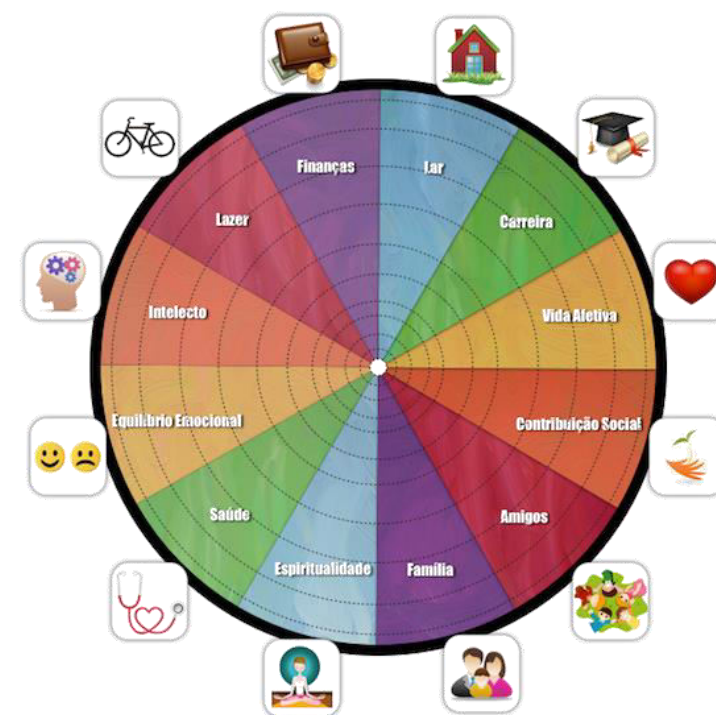 Finanças
Lar
Carreira
Lazer
Vida Afetiva
Intelecto
Equilíbrio Emocional
Contribuição Social
Amigos
Saúde
Espiritualidade
Família